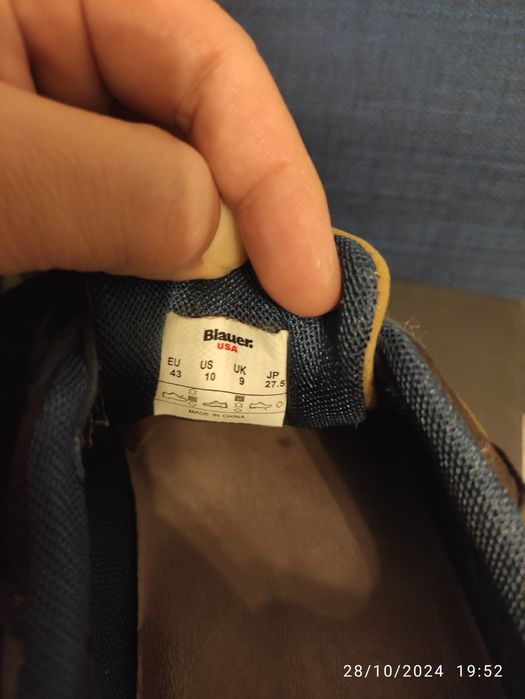 Blauer.
USA
EU US UK JP
43 10 9 27.5
MADE IN CHINA
28/10/2024 19:52